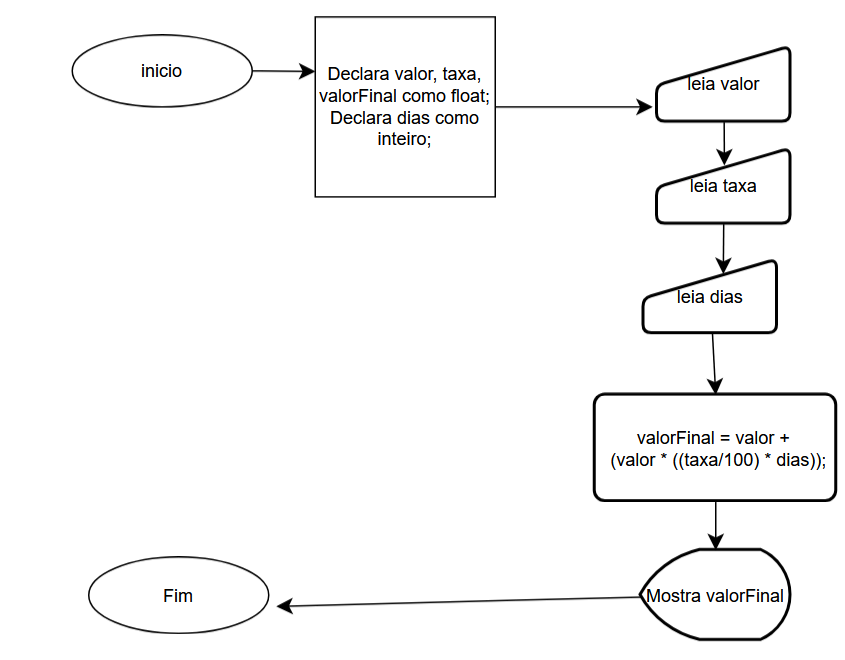 inicio
Declara valor, taxa,
valorFinal como float;
Declara dias como
inteiro;
leia valor
leia taxa
leia dias
valorFinal = valor +
(valor * ((taxa/100) * dias));
Mostra valorFinal
Fim